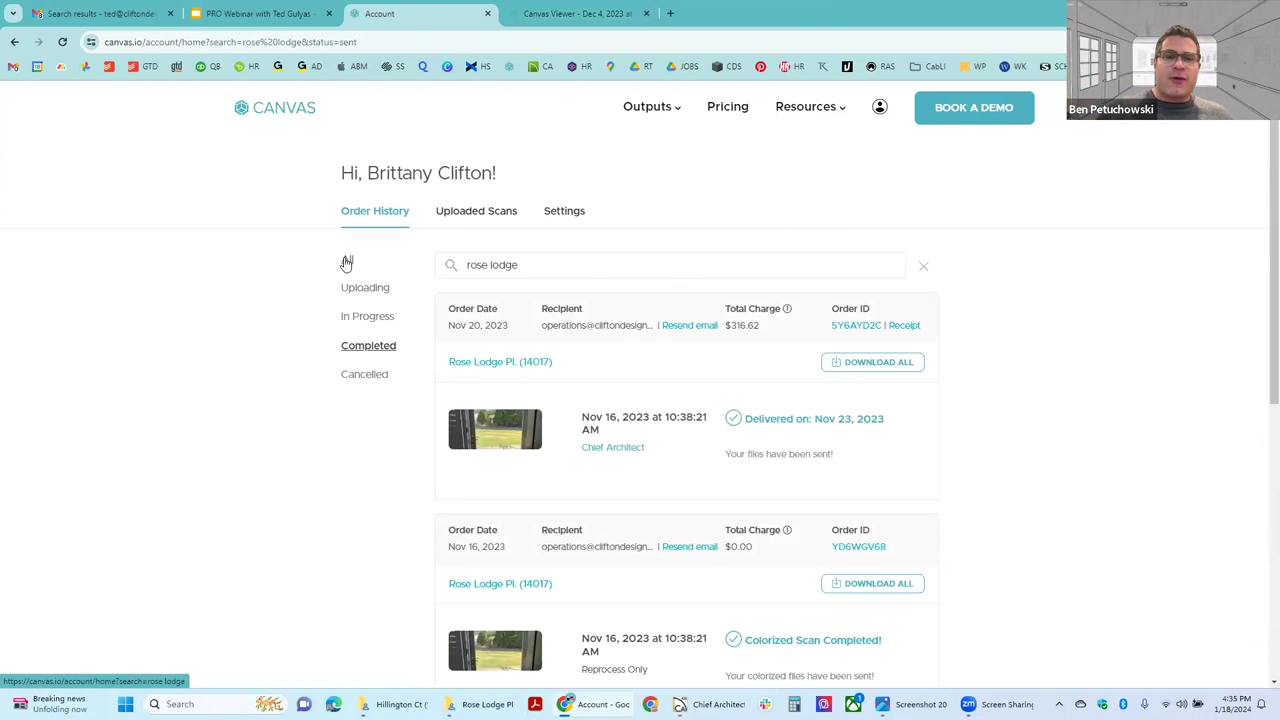 Search results - ted@cliftondes
PRO Webinar with Ted Gulyas
Account
Canvas Viewer - Dec 4, 2023 at
canvas.io/account/home?search=rose%20lodge&status=sent
GTD
gtd
QB
HR
G
AD
ABM
SS
CA
HR
RT
JOBS
CDS
RAS
CabLI
WP
WK
Ben Petuchowski
CANVAS
Outputs
Pricing
Resources
BOOK A DEMO
Hi, Brittany Clifton!
Order History
Uploaded Scans
Settings
Uploading
In Progress
Completed
Cancelled
rose lodge
Order Date
Recipient
Total Charge
Order ID
Nov 20, 2023
operations@cliftondesign... | Resend email
$316.62
5Y6AYD2C | Receipt
Rose Lodge Pl. (14017)
DOWNLOAD ALL
Nov 16, 2023 at 10:38:21
AM
Chief Architect
Delivered on: Nov 23, 2023
Your files have been sent!
Order Date
Recipient
Total Charge
Order ID
Nov 16, 2023
operations@cliftondesign... | Resend email
$0.00
YD6WGV6B
Rose Lodge Pl. (14017)
DOWNLOAD ALL
Nov 16, 2023 at 10:38:21
AM
Reprocess Only
Colorized Scan Completed!
Your colorized files have been sent!
https://canvas.io/account/home?search=rose lodge
Breaking news
Unfolding now
Search
Hillington Ct (
Rose Lodge Pl
Account - Goo
Chief Architect
Screenshot 20
Screen Sharing
4:35 PM
1/18/2024